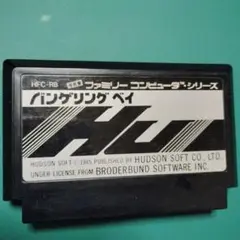 HFC-RB
ファミリーコンピュータ・シリーズ
バンゲリングベイ
HU
HUDSON SOFT © 1985 PRODUCED BY HUDSON SOFT CO., LTD.
UNDER LICENSE FROM BRODERBUND SOFTWARE INC.